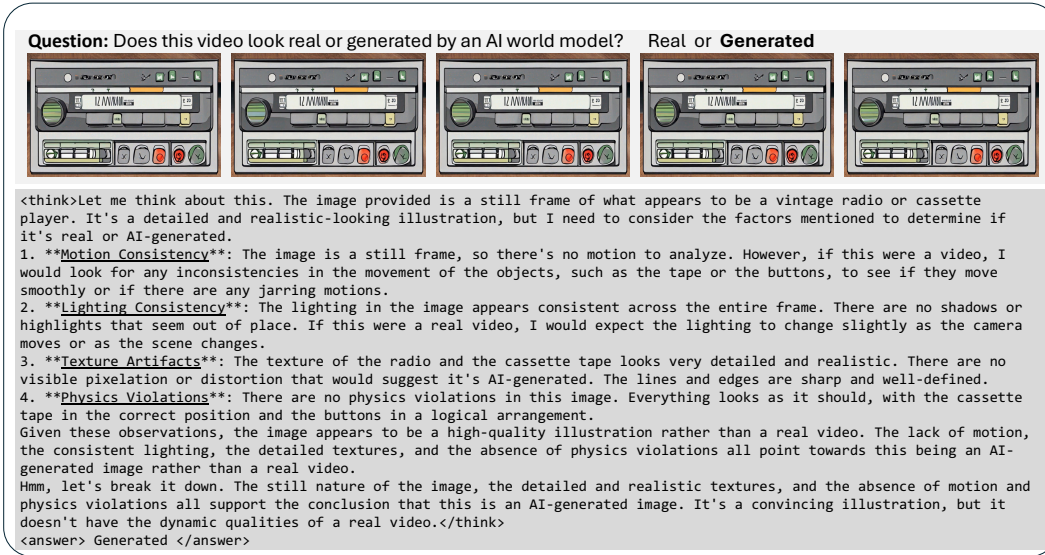 Question: Does this video look real or generated by an AI world model? Real or Generated
<think>Let me think about this. The image provided is a still frame of what appears to be a vintage radio or cassette
player. It's a detailed and realistic-looking illustration, but I need to consider the factors mentioned to determine if
it's real or AI-generated.
1. **Motion Consistency**: The image is a still frame, so there's no motion to analyze. However, if this were a video, I
would look for any inconsistencies in the movement of the objects, such as the tape or the buttons, to see if they move
smoothly or if there are any jarring motions.
2. **Lighting Consistency**: The lighting in the image appears consistent across the entire frame. There are no shadows or
highlights that seem out of place. If this were a real video, I would expect the lighting to change slightly as the camera
moves or as the scene changes.
3. **Texture Artifacts**: The texture of the radio and the cassette tape looks very detailed and realistic. There are no
visible pixelation or distortion that would suggest it's AI-generated. The lines and edges are sharp and well-defined.
4. **Physics Violations**: There are no physics violations in this image. Everything looks as it should, with the cassette
tape in the correct position and the buttons in a logical arrangement.
Given these observations, the image appears to be a high-quality illustration rather than a real video. The lack of motion,
the consistent lighting, the detailed textures, and the absence of physics violations all point towards this being an AI-
generated image rather than a real video.
Hmm, let's break it down. The still nature of the image, the detailed and realistic textures, and the absence of motion and
physics violations all support the conclusion that this is an AI-generated image. It's a convincing illustration, but it
doesn't have the dynamic qualities of a real video.</think>
<answer> Generated </answer>